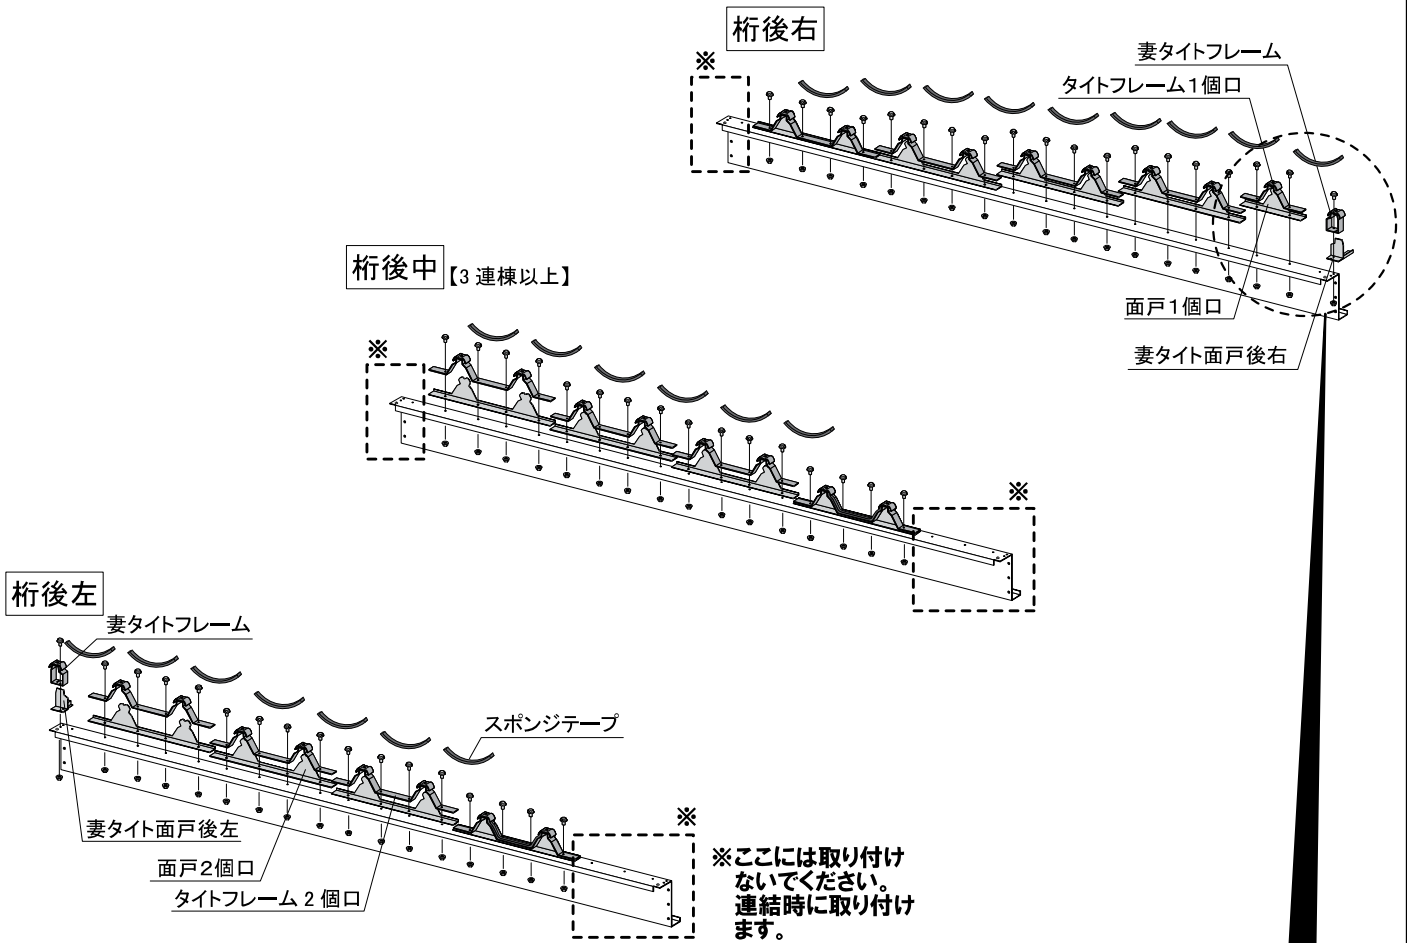 桁後右
※
妻タイトフレーム
タイトフレーム1個口
面戸1個口
妻タイト面戸後右
桁後中【3連棟以上】
※
※
桁後左
妻タイトフレーム
スポンジテープ
妻タイト面戸後左
面戸2個口
タイトフレーム2個口
※
※ここには取り付け
ないでください。
連結時に取り付け
ます。